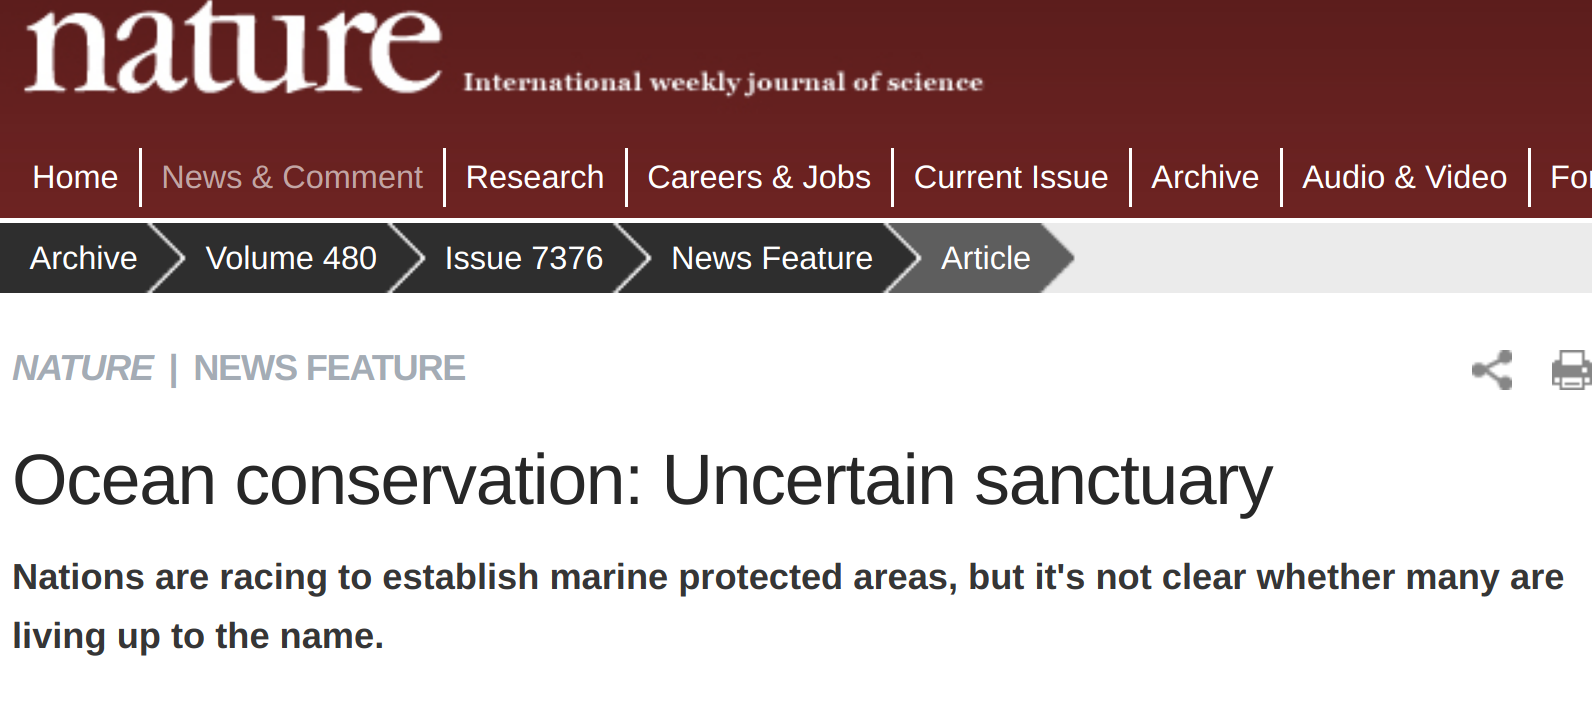 nature International weekly journal of science
Home News & Comment Research Careers & Jobs Current Issue Archive Audio & Video
Archive Volume 480 Issue 7376 News Feature Article
NATURE | NEWS FEATURE
Ocean conservation: Uncertain sanctuary
Nations are racing to establish marine protected areas, but it's not clear whether many are
living up to the name.